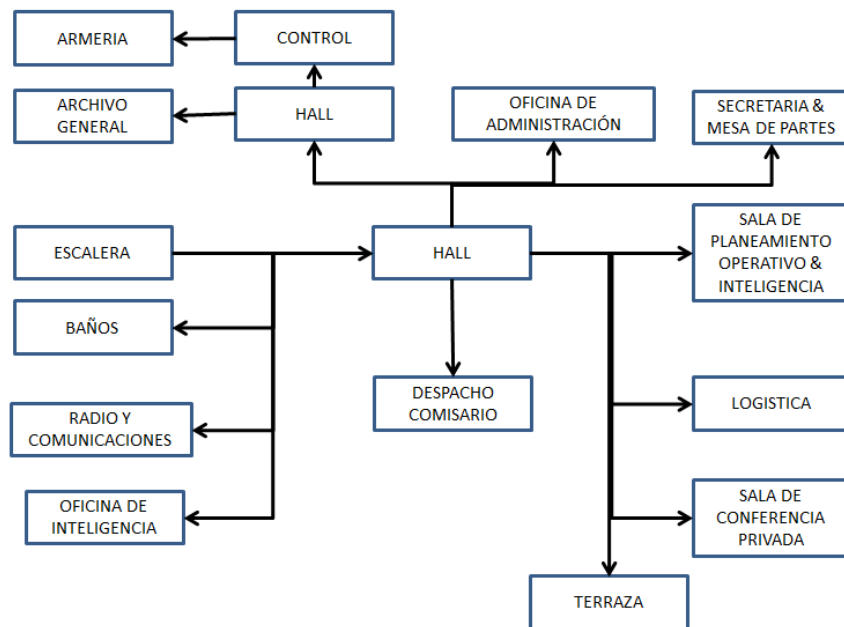 ARMERIA
CONTROL
ARCHIVO
GENERAL
HALL
OFICINA DE
ADMINISTRACIÓN
SECRETARIA &
MESA DE PARTES
ESCALERA
HALL
SALA DE
PLANEAMIENTO
OPERATIVO &
INTELIGENCIA
BAÑOS
DESPACHO
COMISARIO
LOGISTICA
RADIO Y
COMUNICACIONES
OFICINA DE
INTELIGENCIA
SALA DE
CONFERENCIA
PRIVADA
TERRAZA